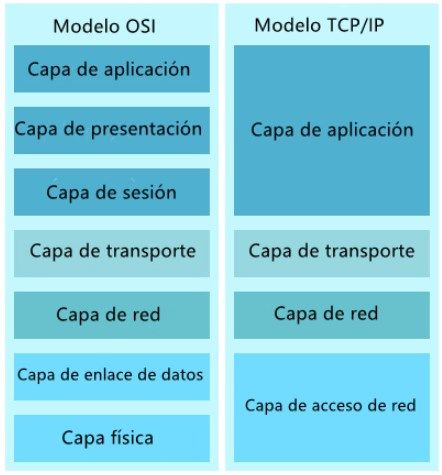 Modelo OSI
Capa de aplicación
Capa de presentación
Capa de sesión
Capa de transporte
Capa de red
Capa de enlace de datos
Capa física
Modelo TCP/IP
Capa de aplicación
Capa de transporte
Capa de red
Capa de acceso de red